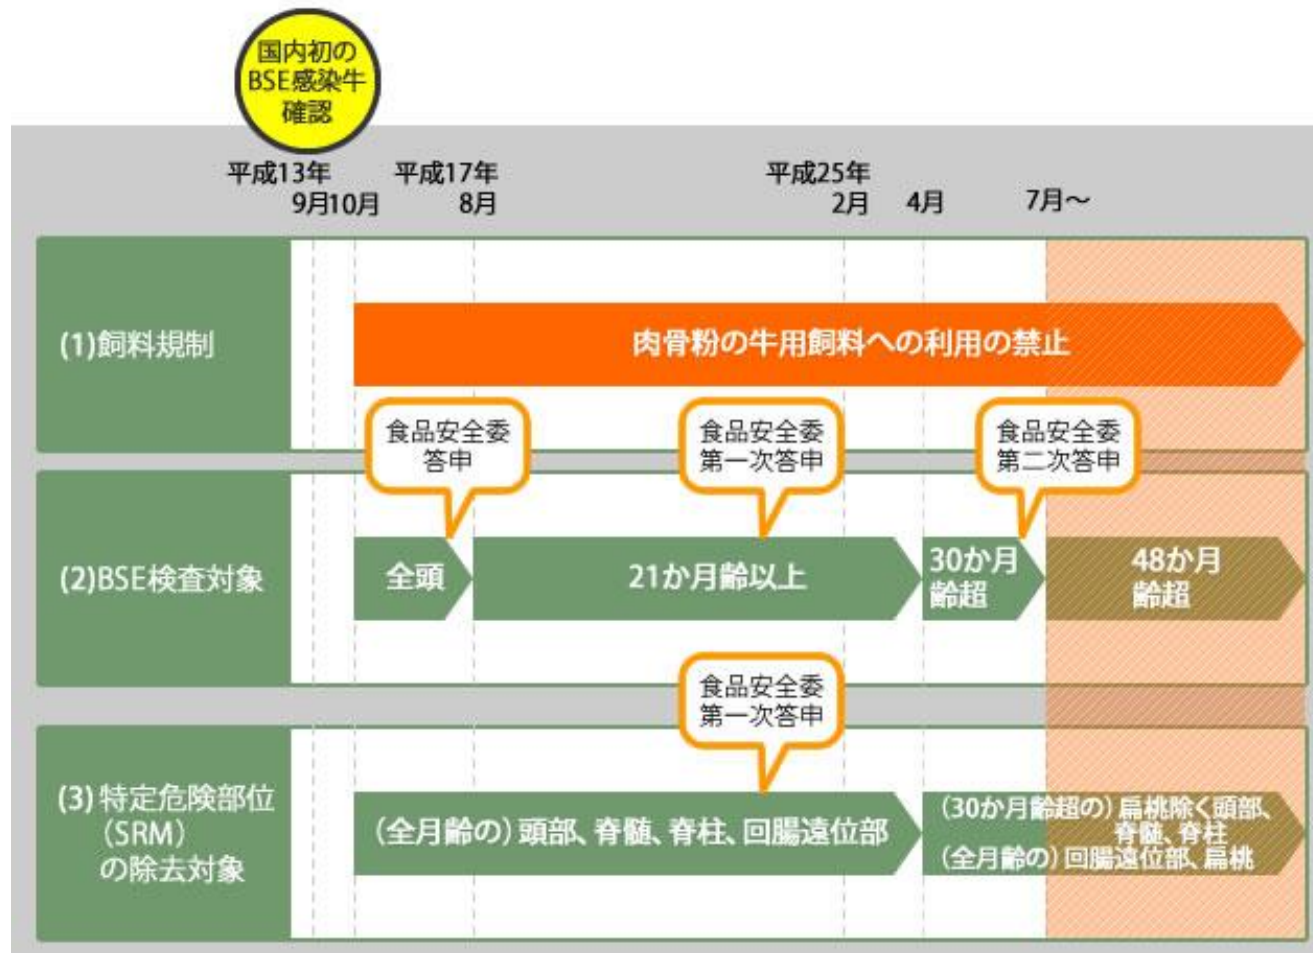 国内初の
BSE感染牛
確認
平成13年
9月
10月
平成17年
8月
平成25年
2月
4月
7月～
(1)飼料規制
肉骨粉の牛用飼料への利用の禁止
食品安全委
答申
食品安全委
第一次答申
食品安全委
第二次答申
(2)BSE検査対象
全頭
21か月齢以上
30か月
齢超
48か月
齢超
食品安全委
第一次答申
(3)特定危険部位
（SRM）
の除去対象
（全月齢の）頭部、脊髄、脊柱、回腸遠位部
（30か月齢超の）扁桃除く頭部、
脊髄、脊柱
（全月齢の）回腸遠位部、扁桃